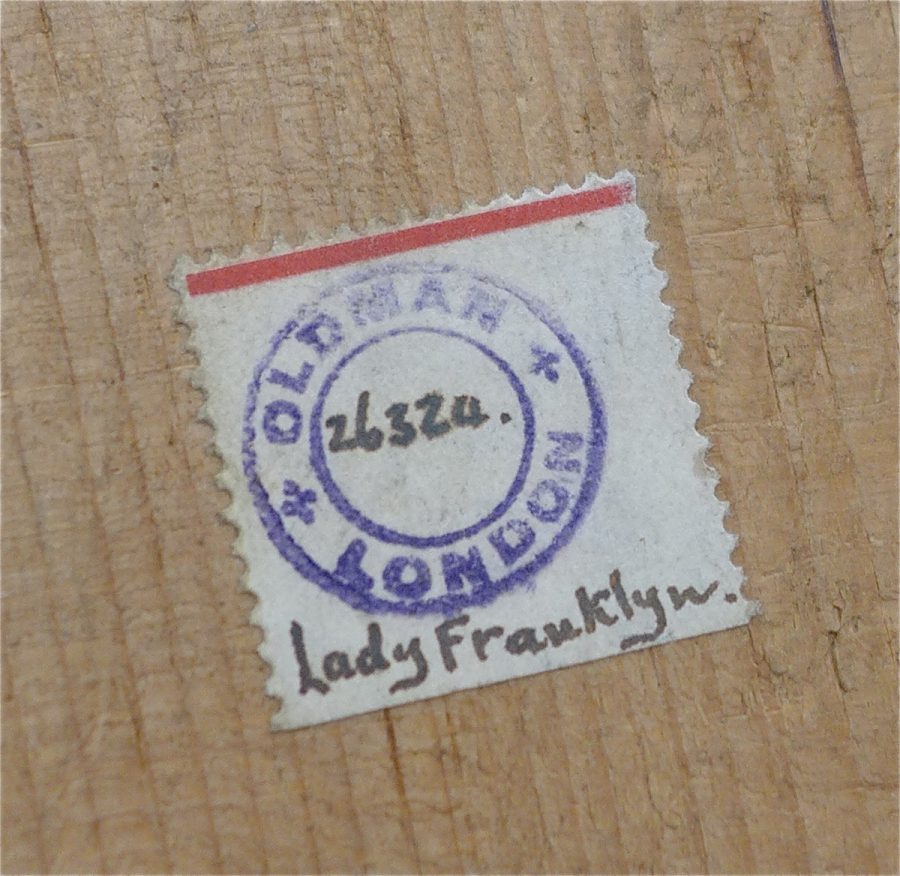 * OLDMAN *
26324.
LONDON
Lady Franklyn.